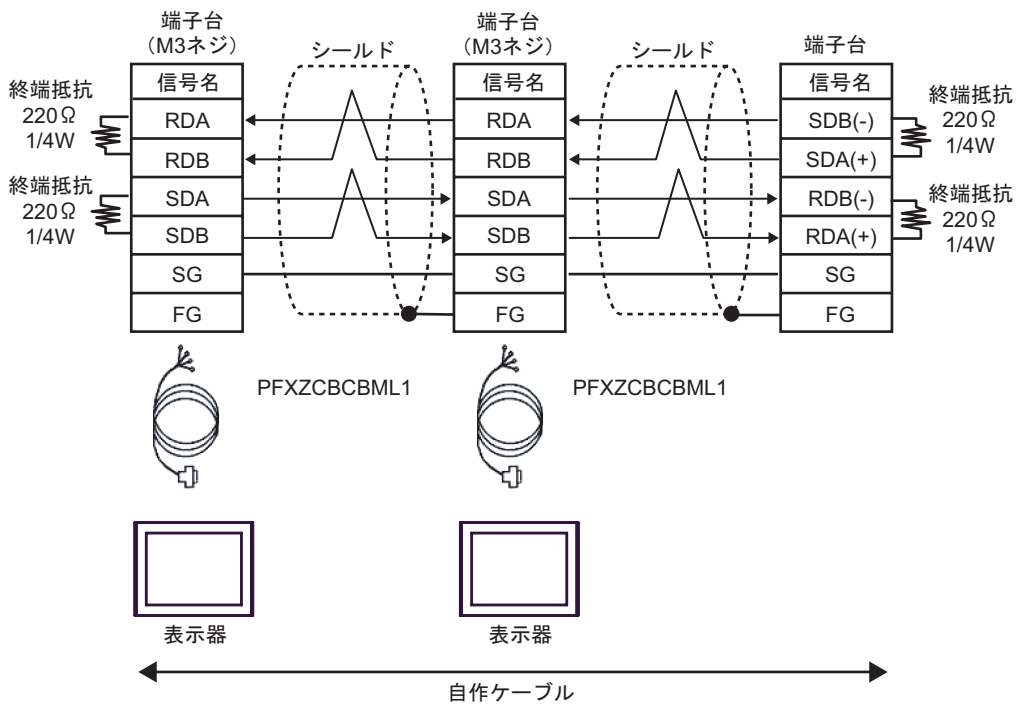 端子台
(M3ネジ)
シールド
端子台
(M3ネジ)
シールド
端子台
終端抵抗
220Ω
1/4W
終端抵抗
220Ω
1/4W
信号名
RDA
RDB
SDA
SDB
SG
FG
信号名
RDA
RDB
SDA
SDB
SG
FG
信号名
SDB(-)
SDA(+)
RDB(-)
RDA(+)
SG
FG
終端抵抗
220Ω
1/4W
終端抵抗
220Ω
1/4W
PFXZCBCBML1
PFXZCBCBML1
表示器
表示器
自作ケーブル